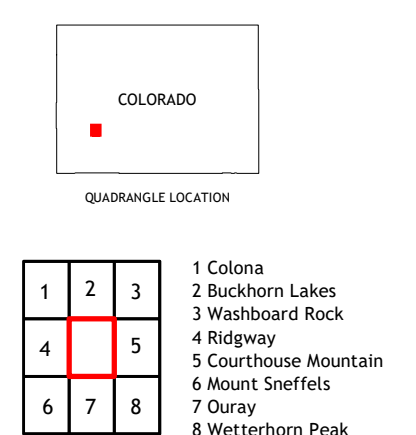 COLORADO
QUADRANGLE LOCATION
1 2 3
4 5
6 7 8
1 Colona
2 Buckhorn Lakes
3 Washboard Rock
4 Ridgway
5 Courthouse Mountain
6 Mount Sneffels
7 Ouray
8 Wetterhorn Peak